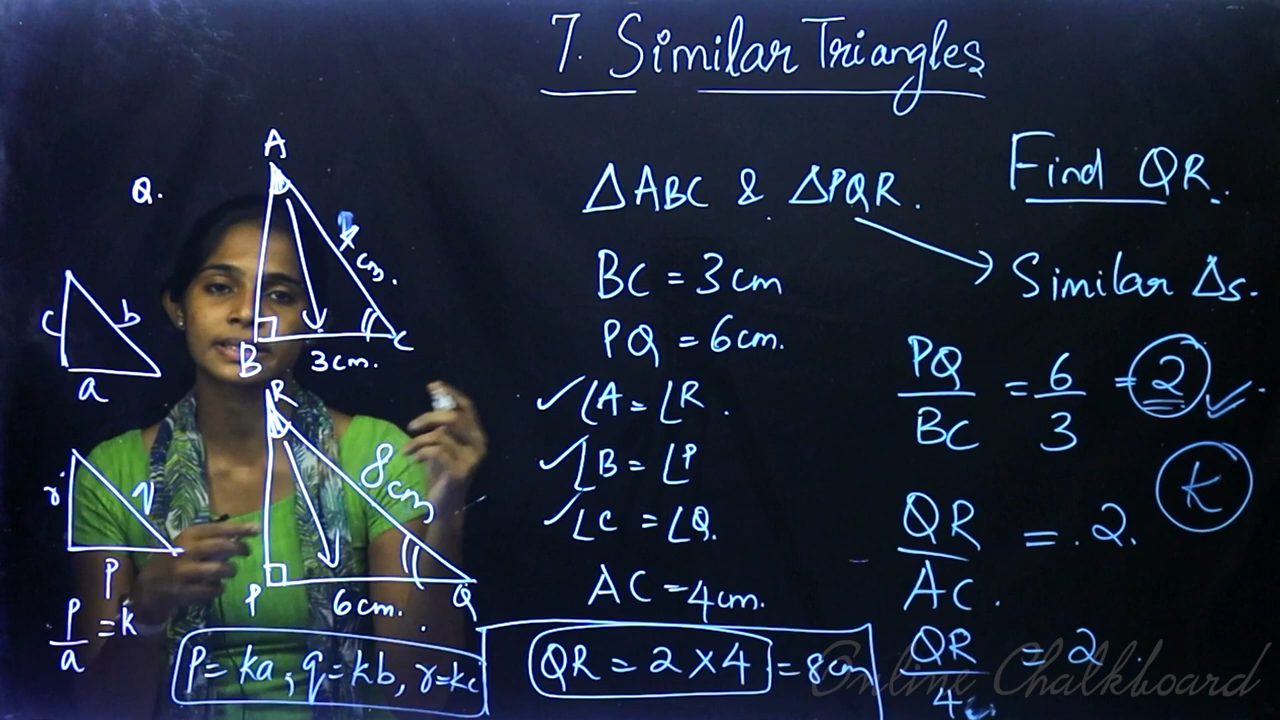 7. Similar Triangles
Q.
A
4cm.
B
3cm.
C
c
b
a
R
8cm
P
6cm.
Q
r
q
p
p/a = k
p = ka, q = kb, r = kc
ΔABC & ΔPQR.
BC = 3cm
PQ = 6cm.
✓ ∠A = ∠R.
✓ ∠B = ∠P
✓ ∠C = ∠Q.
AC = 4cm.
QR = 2 × 4 = 8cm
Find QR.
Similar Δs.
PQ/BC = 6/3 = 2 ✓
k
QR/AC = 2.
QR/4 = 2
Online Chalkboard